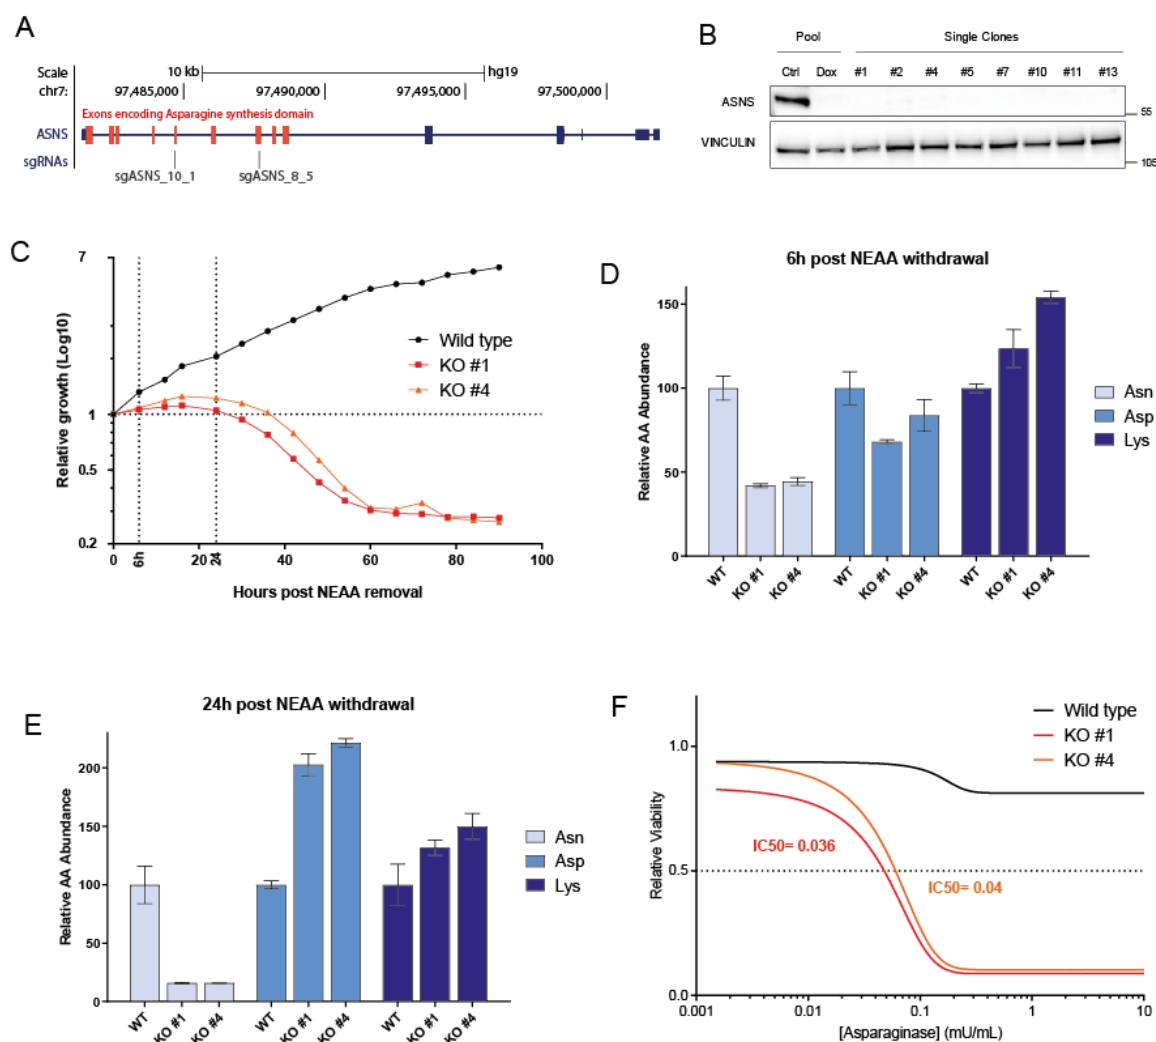 A
Scale
10 kb
hg19
chr7:
97,485,000
97,490,000
97,495,000
97,500,000
Exons encoding Asparagine synthesis domain
ASNS
sgRNAs
sgASNS_10_1
sgASNS_8_5
B
Pool
Single Clones
Ctrl Dox #1 #2 #4 #5 #7 #10 #11 #13
ASNS
55
VINCULIN
105
C
7
1
0.5
0.2
Relative growth (Log10)
Wild type
KO #1
KO #4
0 6h 20 24 40 60 80 100
Hours post NEAA removal
D
6h post NEAA withdrawal
150
100
50
0
Relative AA Abundance
Asn
Asp
Lys
WT KO #1 KO #4 WT KO #1 KO #4 WT KO #1 KO #4
E
24h post NEAA withdrawal
200
150
100
50
0
Relative AA Abundance
Asn
Asp
Lys
WT KO #1 KO #4 WT KO #1 KO #4 WT KO #1 KO #4
F
Wild type
KO #1
KO #4
1.0
0.5
0.0
Relative Viability
IC50= 0.036
IC50= 0.04
0.001 0.01 0.1 1 10
[Asparaginase] (mU/mL)